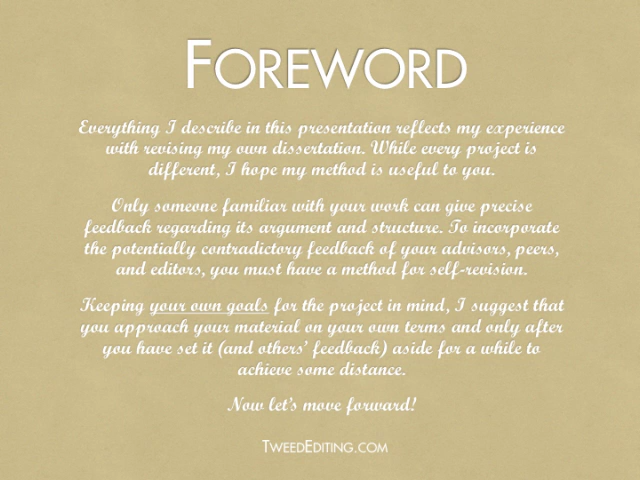 FOREWORD
Everything I describe in this presentation reflects my experience
with revising my own dissertation. While every project is
different, I hope my method is useful to you.
Only someone familiar with your work can give precise
feedback regarding its argument and structure. To incorporate
the potentially contradictory feedback of your advisors, peers,
and editors, you must have a method for self-revision.
Keeping your own goals for the project in mind, I suggest that
you approach your material on your own terms and only after
you have set it (and others' feedback) aside for a while to
achieve some distance.
Now let's move forward!
TWEEDEDITING.COM